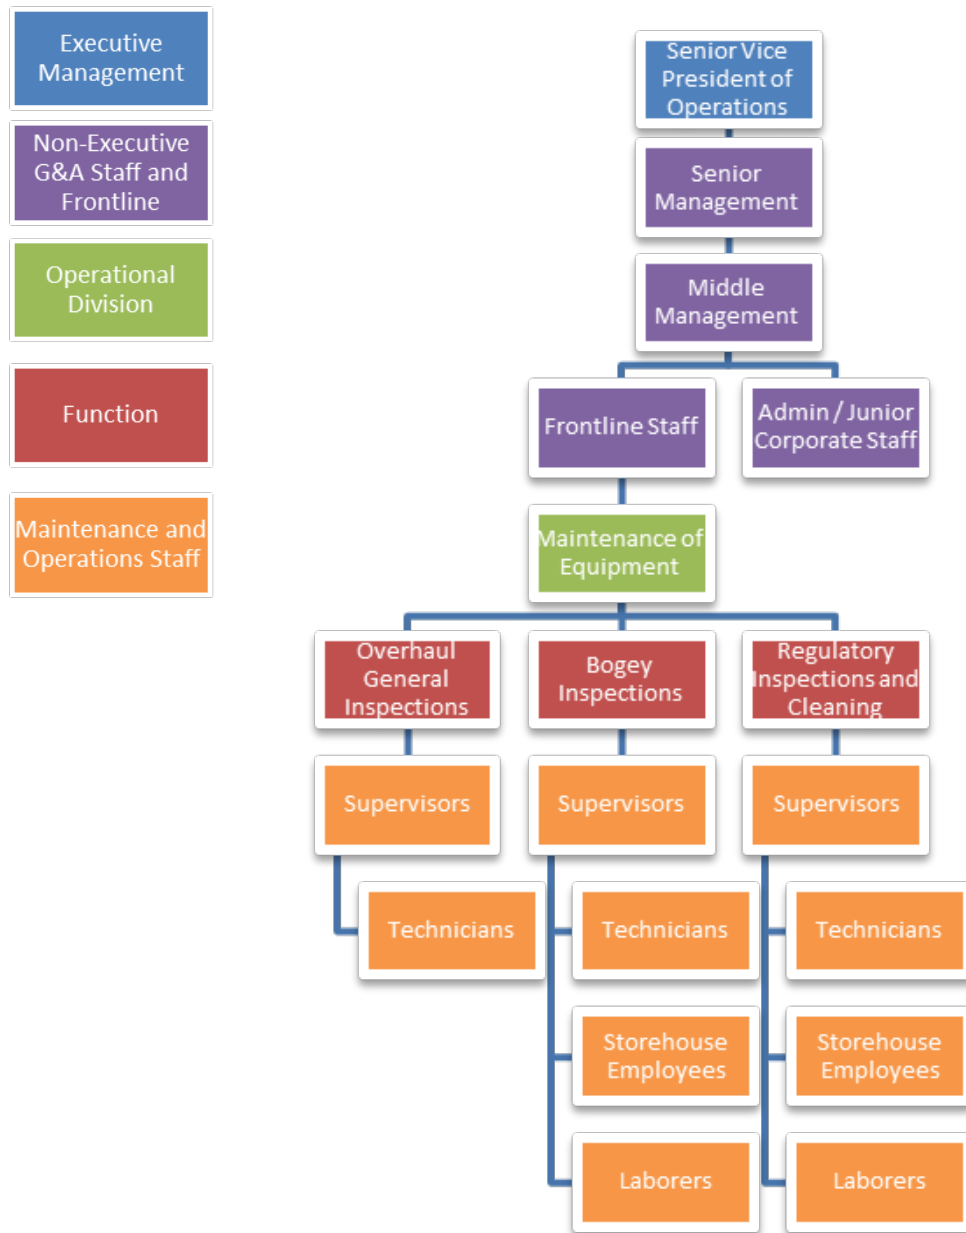 Executive
Management
Non-Executive
G&A Staff and
Frontline
Operational
Division
Function
Maintenance and
Operations Staff
Senior Vice
President of
Operations
Senior
Management
Middle
Management
Frontline Staff
Admin / Junior
Corporate Staff
Maintenance of
Equipment
Overhaul
General
Inspections
Bogey
Inspections
Regulatory
Inspections and
Cleaning
Supervisors
Supervisors
Supervisors
Technicians
Technicians
Technicians
Storehouse
Employees
Storehouse
Employees
Laborers
Laborers